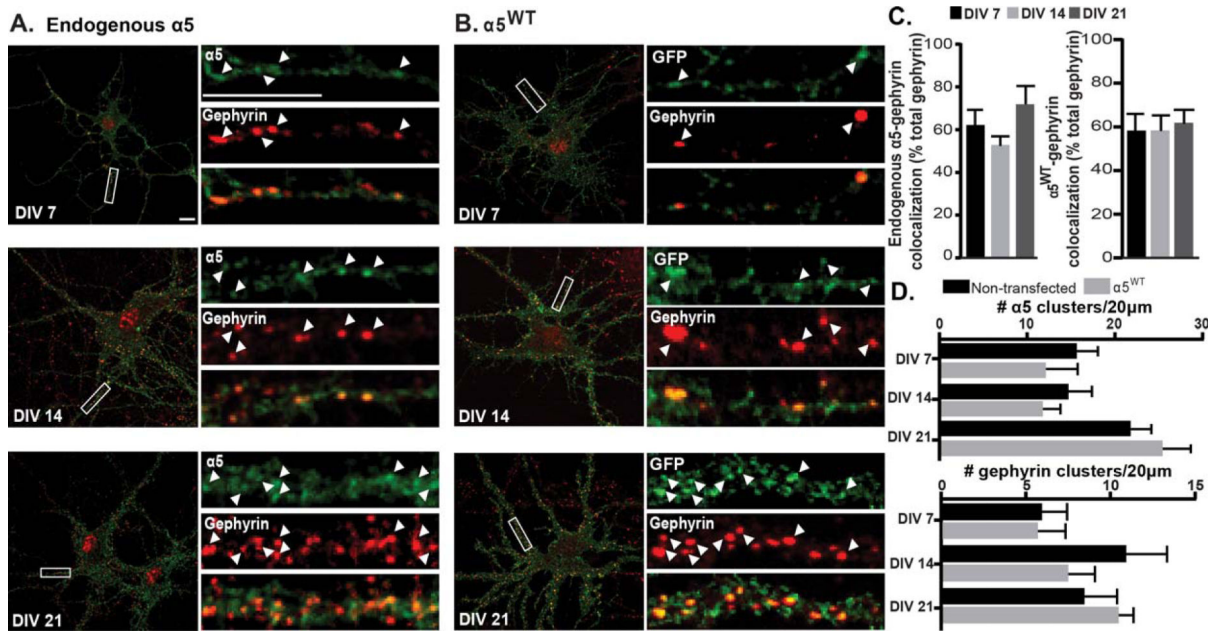 A. Endogenous α5
α5
Gephyrin
DIV 7
α5
Gephyrin
DIV 14
α5
Gephyrin
DIV 21
B. α5WT
GFP
Gephyrin
DIV 7
GFP
Gephyrin
DIV 14
GFP
Gephyrin
DIV 21
C.
DIV 7 DIV 14 DIV 21
Endogenous α5-gephyrin
colocalization (% total gephyrin)
100
80
60
40
20
0
α5WT-gephyrin
colocalization (% total gephyrin)
100
80
60
40
20
0
D.
Non-transfected α5WT
# α5 clusters/20μm
0 10 20 30
DIV 7
DIV 14
DIV 21
# gephyrin clusters/20μm
0 5 10 15
DIV 7
DIV 14
DIV 21